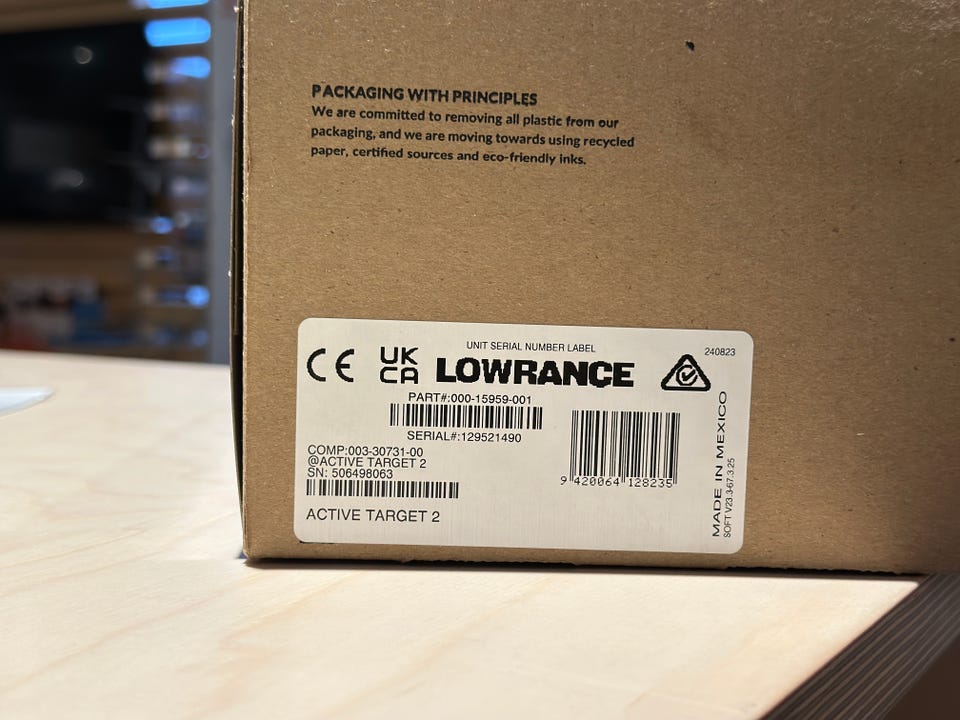 PACKAGING WITH PRINCIPLES
We are committed to removing all plastic from our
packaging, and we are moving towards using recycled
paper, certified sources and eco-friendly inks.
UNIT SERIAL NUMBER LABEL
240823
CE UK
CA LOWRANCE
PART#:000-15959-001
SERIAL#:129521490
COMP:003-30731-00
@ACTIVE TARGET 2
SN: 506498063
9 420064 128235
ACTIVE TARGET 2
MADE IN MEXICO
SOFT V23.3-67.3.25